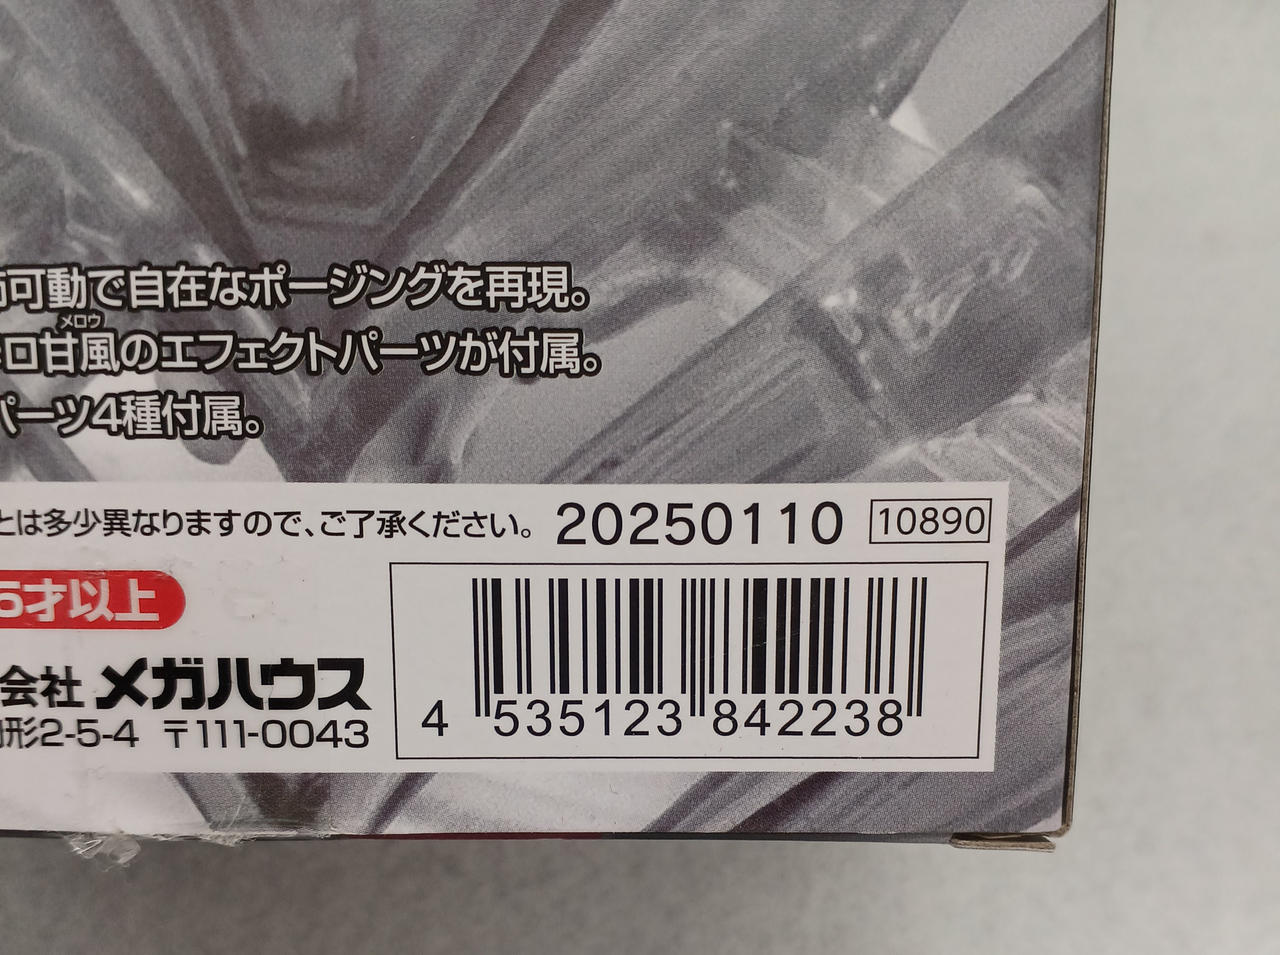 可動で自在なポージングを再現。
メロウ
メロ甘風のエフェクトパーツが付属。
パーツ4種付属。
とは多少異なりますので、ご了承ください。 20250110 10890
5才以上
会社 メガハウス
形2-5-4 〒111-0043
4 535123 842238